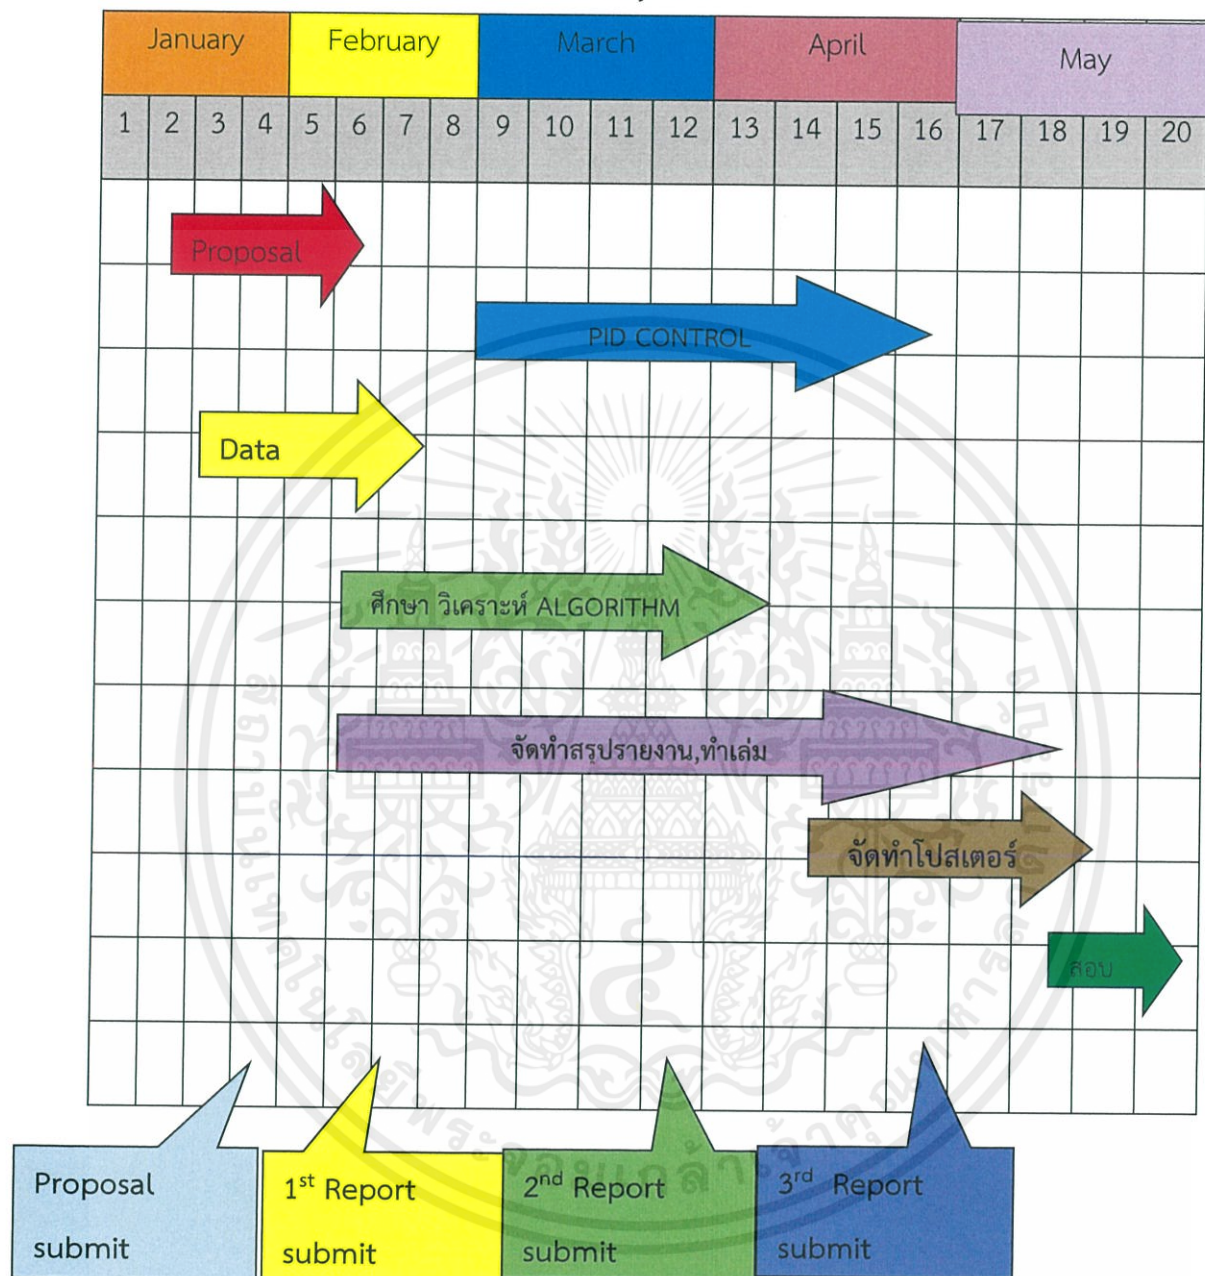 January February March April May
1 2 3 4 5 6 7 8 9 10 11 12 13 14 15 16 17 18 19 20
Proposal
PID CONTROL
Data
ศึกษา วิเคราะห์ ALGORITHM
จัดทำสรุปรายงาน,ทำเล่ม
จัดทำโปสเตอร์
สอบ
Proposal
submit
1st Report
submit
2nd Report
submit
3rd Report
submit